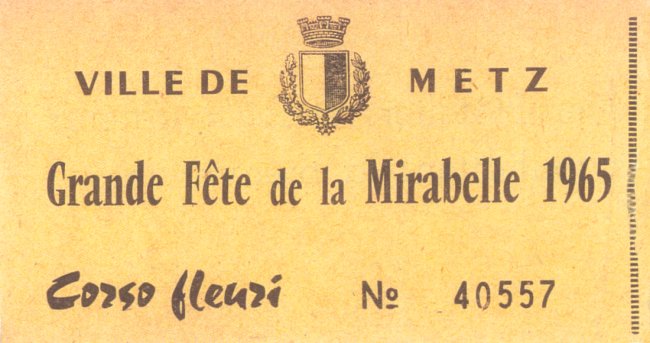 VILLE DE METZ
Grande Fête de la Mirabelle 1965
Corso fleuri № 40557